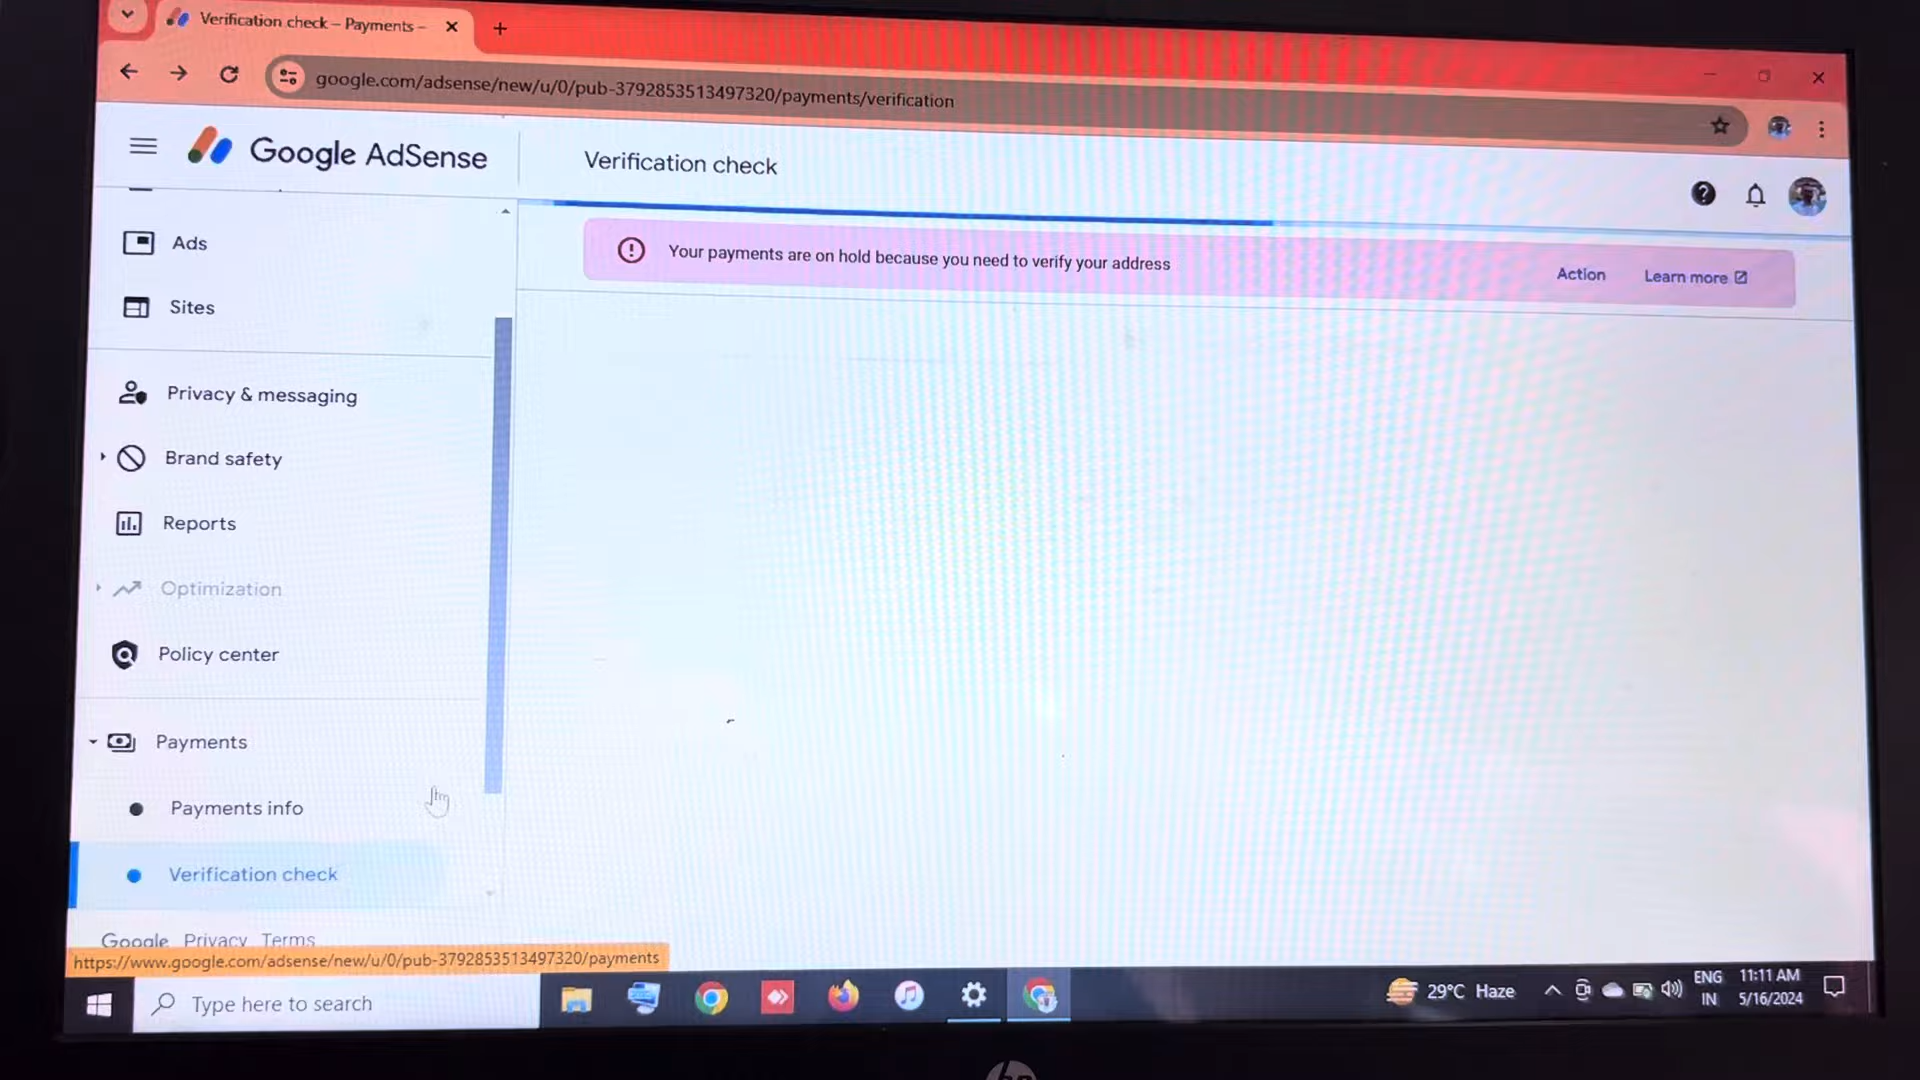 Verification check – Payments –
google.com/adsense/new/u/0/pub-3792853513497320/payments/verification
Google AdSense
Verification check
Your payments are on hold because you need to verify your address
Action
Learn more
Ads
Sites
Privacy & messaging
Brand safety
Reports
Optimization
Policy center
Payments
Payments info
Verification check
Google Privacy Terms
https://www.google.com/adsense/new/u/0/pub-3792853513497320/payments
Type here to search
29°C Haze
ENG
IN
11:11 AM
5/16/2024
hp